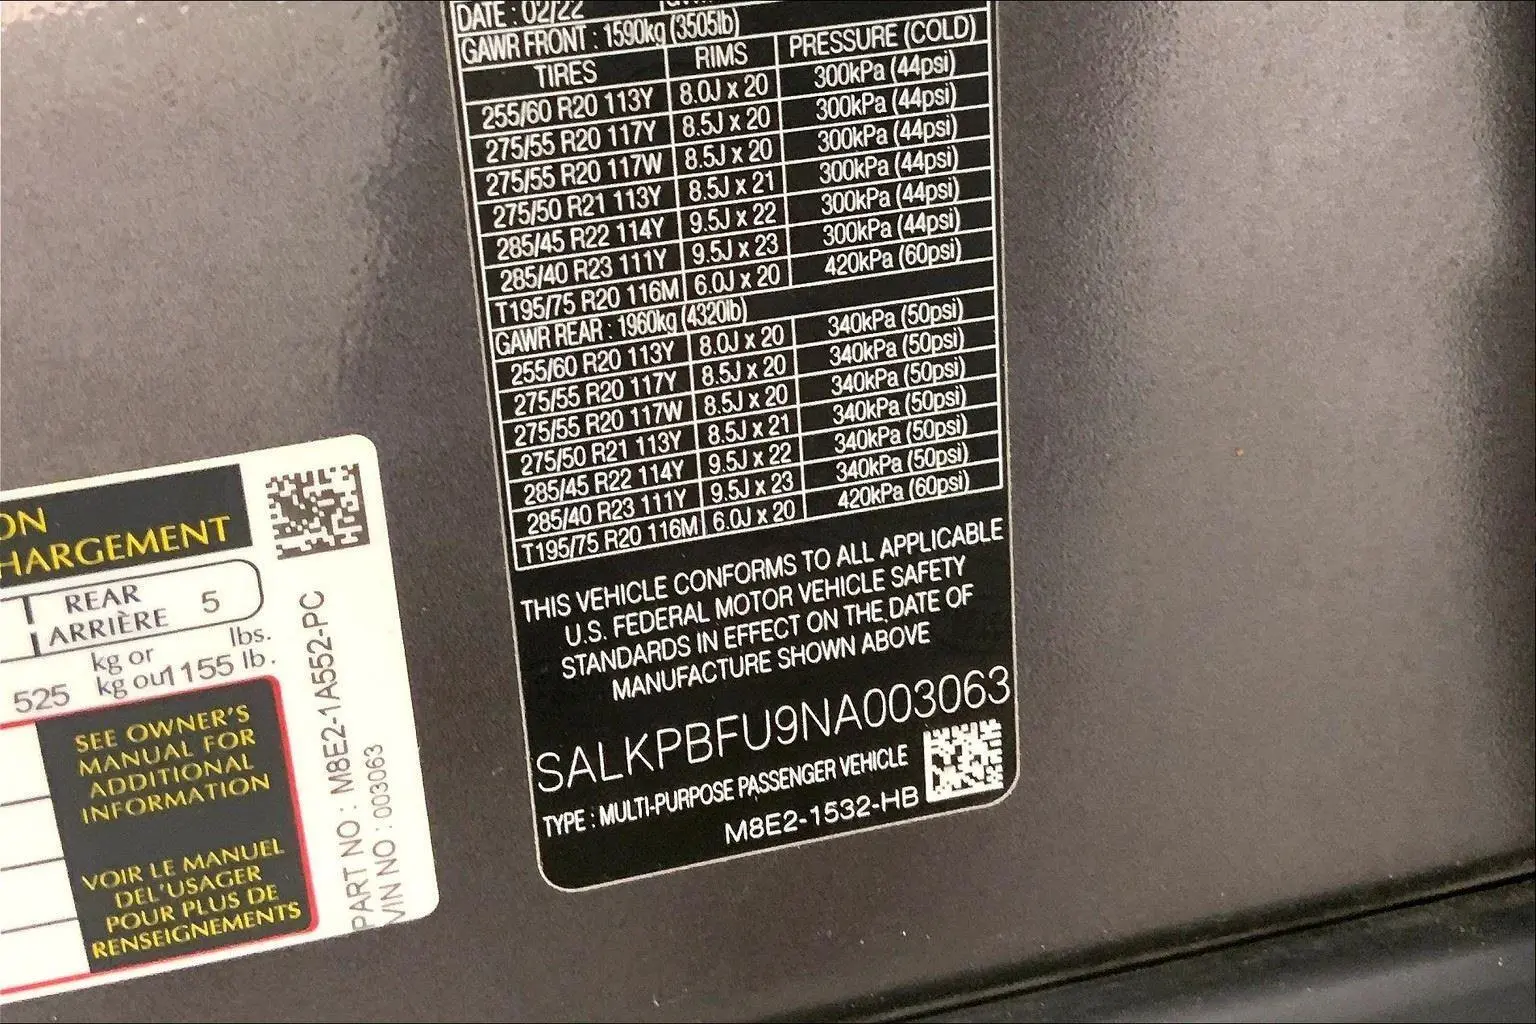 DATE : 02/22
GAWR FRONT : 1590kg (3505lb)
TIRES RIMS PRESSURE (COLD)
255/60 R20 113Y 8.0J x 20 300kPa (44psi)
275/55 R20 117Y 8.5J x 20 300kPa (44psi)
275/55 R20 117W 8.5J x 20 300kPa (44psi)
275/50 R21 113Y 8.5J x 21 300kPa (44psi)
285/45 R22 114Y 9.5J x 22 300kPa (44psi)
285/40 R23 111Y 9.5J x 23 300kPa (44psi)
T195/75 R20 116M 6.0J x 20 420kPa (60psi)
GAWR REAR : 1960kg (4320lb)
255/60 R20 113Y 8.0J x 20 340kPa (50psi)
275/55 R20 117Y 8.5J x 20 340kPa (50psi)
275/55 R20 117W 8.5J x 20 340kPa (50psi)
275/50 R21 113Y 8.5J x 21 340kPa (50psi)
285/45 R22 114Y 9.5J x 22 340kPa (50psi)
285/40 R23 111Y 9.5J x 23 340kPa (50psi)
T195/75 R20 116M 6.0J x 20 420kPa (60psi)
THIS VEHICLE CONFORMS TO ALL APPLICABLE
U.S. FEDERAL MOTOR VEHICLE SAFETY
STANDARDS IN EFFECT ON THE DATE OF
MANUFACTURE SHOWN ABOVE
SALKPBFU9NA003063
TYPE : MULTI-PURPOSE PASSENGER VEHICLE
M8E2-1532-HB
ON
HARGEMENT
REAR 5
ARRIÈRE
kg or lbs.
525 kg ou 1155 lb.
SEE OWNER'S
MANUAL FOR
ADDITIONAL
INFORMATION
VOIR LE MANUEL
DEL'USAGER
POUR PLUS DE
RENSEIGNEMENTS
PART NO : M8E2-1A552-PC
VIN NO : 003063